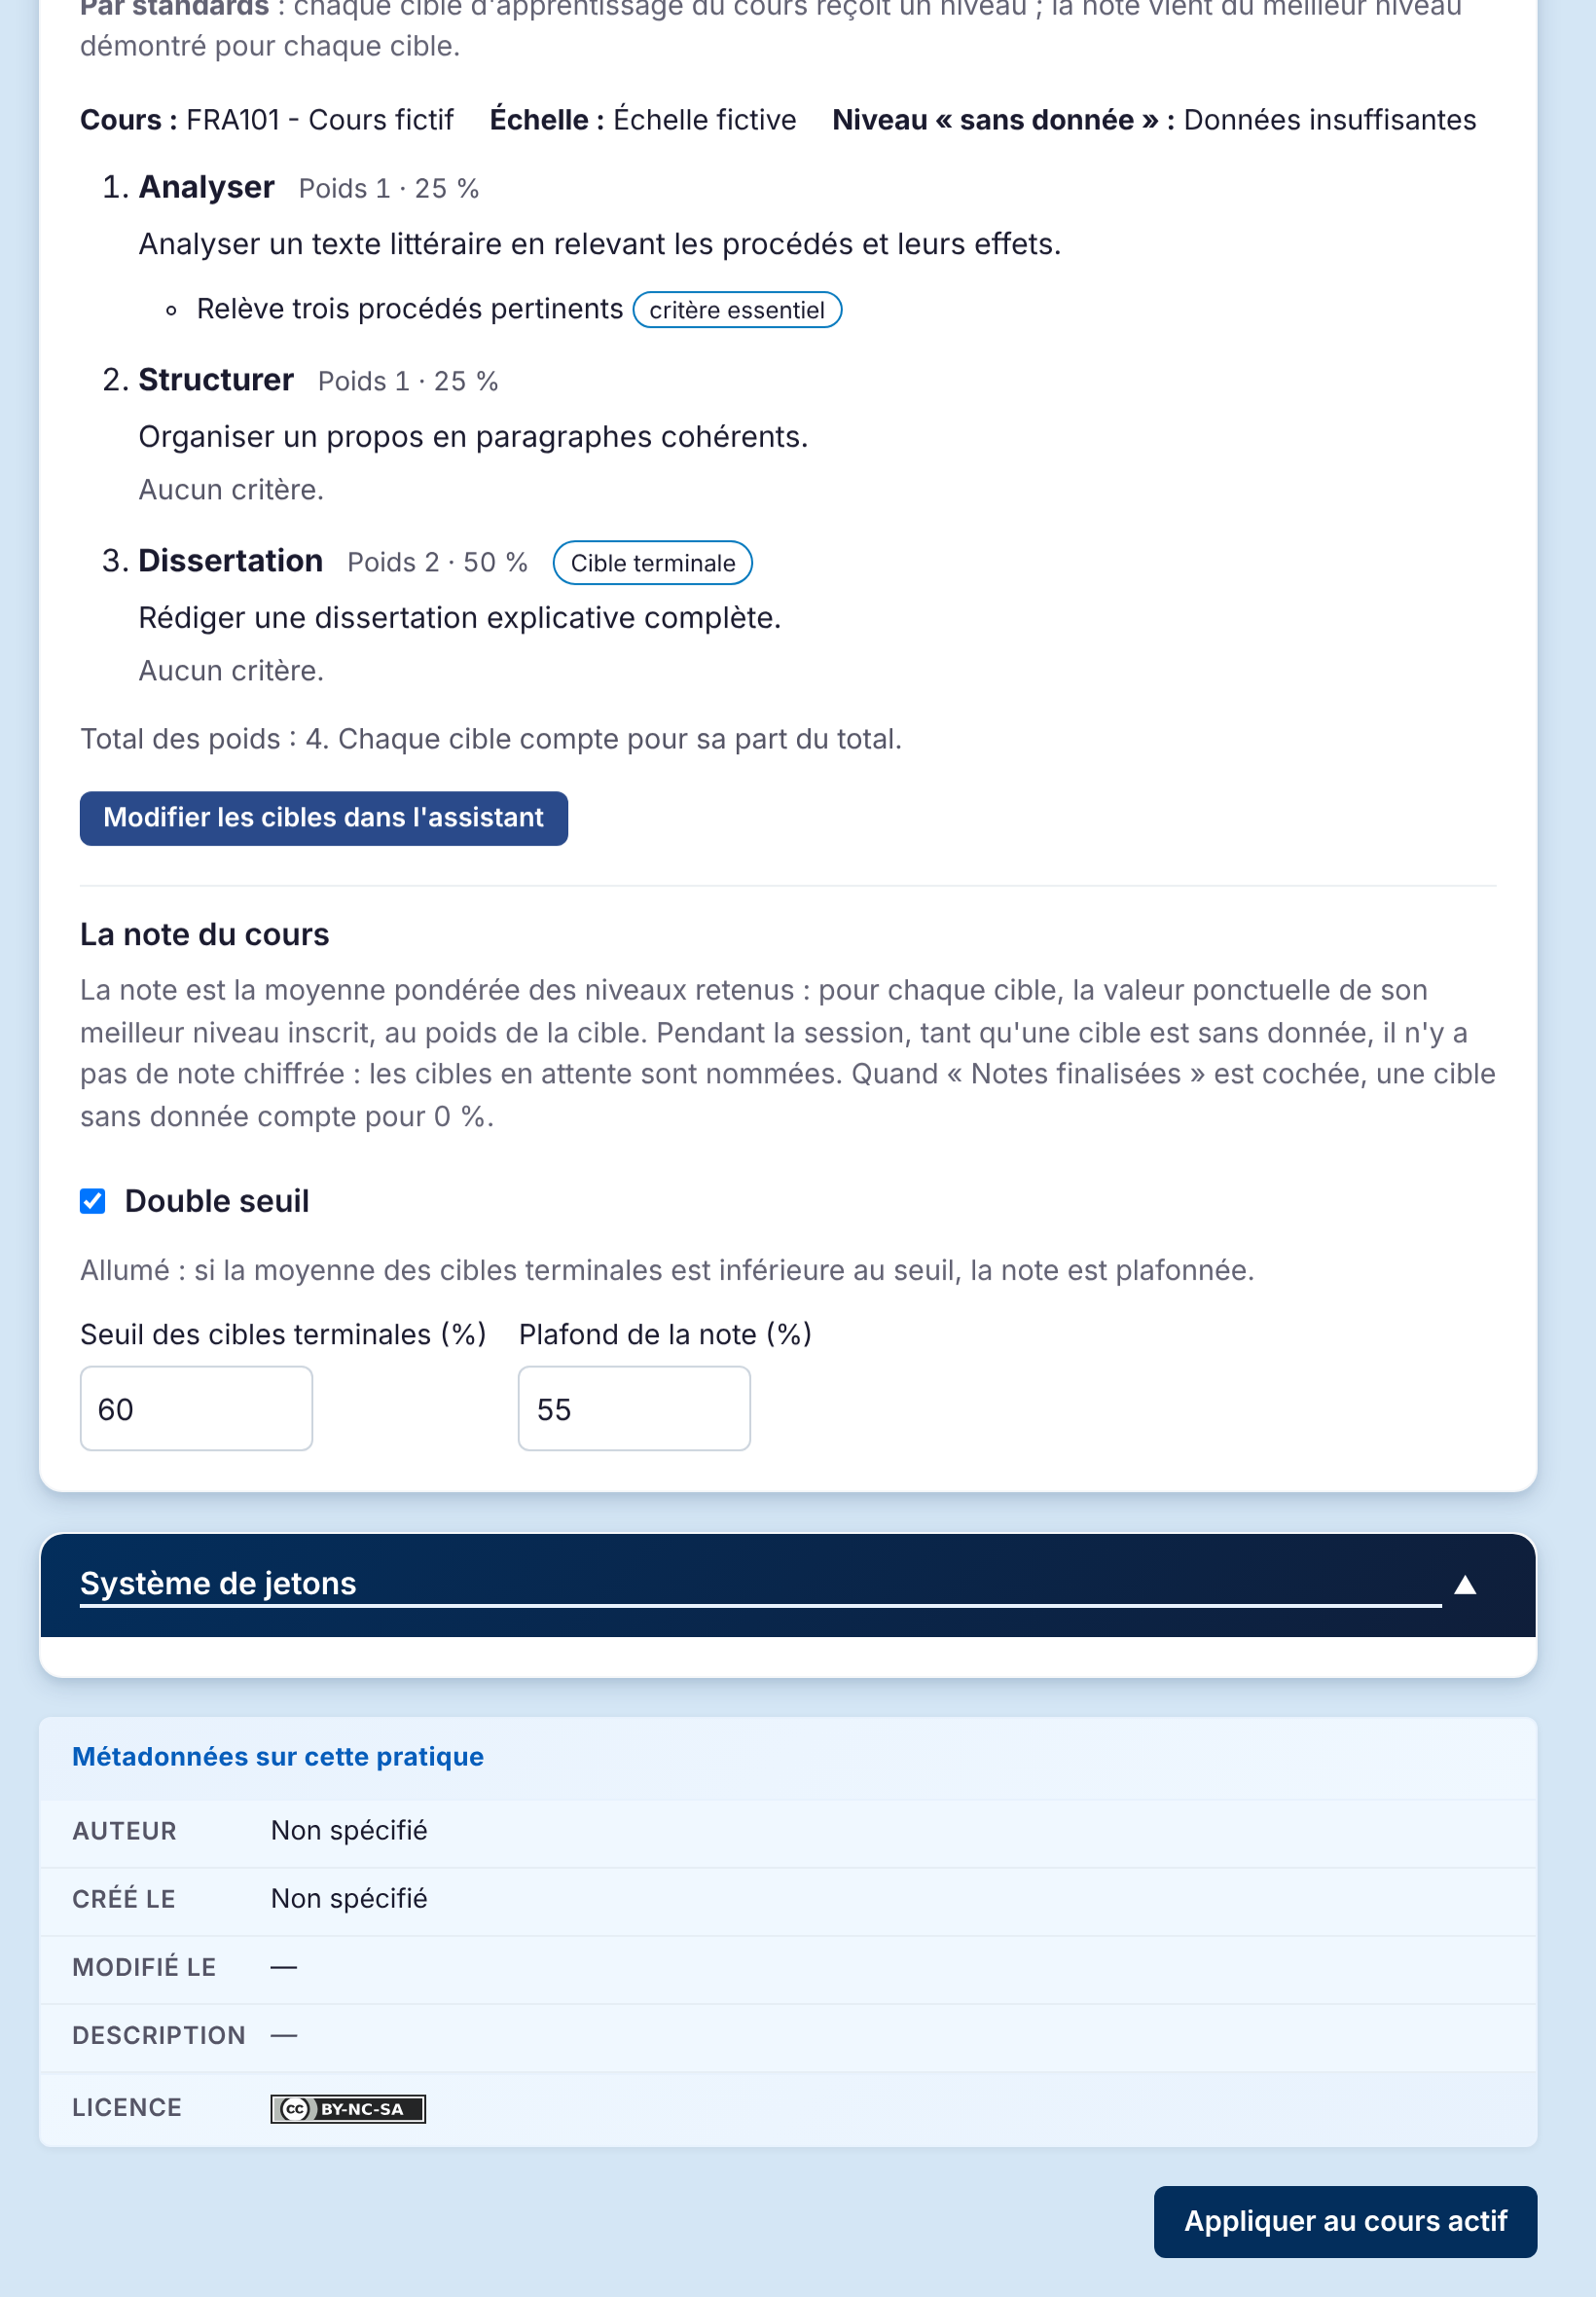 Par standards : chaque cible d'apprentissage du cours reçoit un niveau ; la note vient du meilleur niveau
démontré pour chaque cible.
Cours : FRA101 - Cours fictif Échelle : Échelle fictive Niveau « sans donnée » : Données insuffisantes
1. Analyser Poids 1 · 25 %
Analyser un texte littéraire en relevant les procédés et leurs effets.
Relève trois procédés pertinents critère essentiel
2. Structurer Poids 1 · 25 %
Organiser un propos en paragraphes cohérents.
Aucun critère.
3. Dissertation Poids 2 · 50 % Cible terminale
Rédiger une dissertation explicative complète.
Aucun critère.
Total des poids : 4. Chaque cible compte pour sa part du total.
Modifier les cibles dans l'assistant
La note du cours
La note est la moyenne pondérée des niveaux retenus : pour chaque cible, la valeur ponctuelle de son
meilleur niveau inscrit, au poids de la cible. Pendant la session, tant qu'une cible est sans donnée, il n'y a
pas de note chiffrée : les cibles en attente sont nommées. Quand « Notes finalisées » est cochée, une cible
sans donnée compte pour 0 %.
Double seuil
Allumé : si la moyenne des cibles terminales est inférieure au seuil, la note est plafonnée.
Seuil des cibles terminales (%) Plafond de la note (%)
60 55
Système de jetons ▲
Métadonnées sur cette pratique
AUTEUR Non spécifié
CRÉÉ LE Non spécifié
MODIFIÉ LE —
DESCRIPTION —
LICENCE cc BY-NC-SA
Appliquer au cours actif